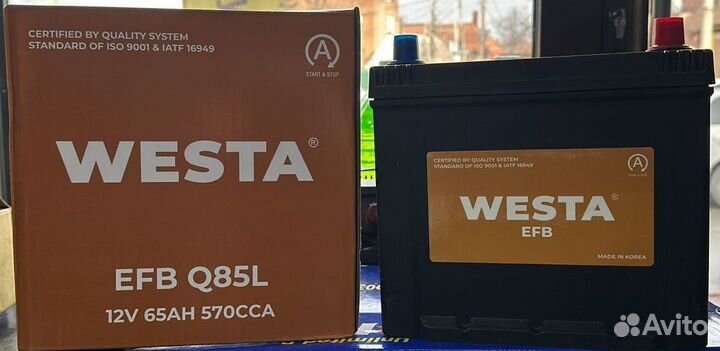 CERTIFIED BY QUALITY SYSTEM
STANDARD OF ISO 9001 & IATF 16949
A
START & STOP
WESTA®
EFB Q85L
12V 65AH 570CCA
CERTIFIED BY QUALITY SYSTEM
STANDARD OF ISO 9001 & IATF 16949
A
START & STOP
WESTA®
EFB
MADE IN KOREA
Unlimited
Avito